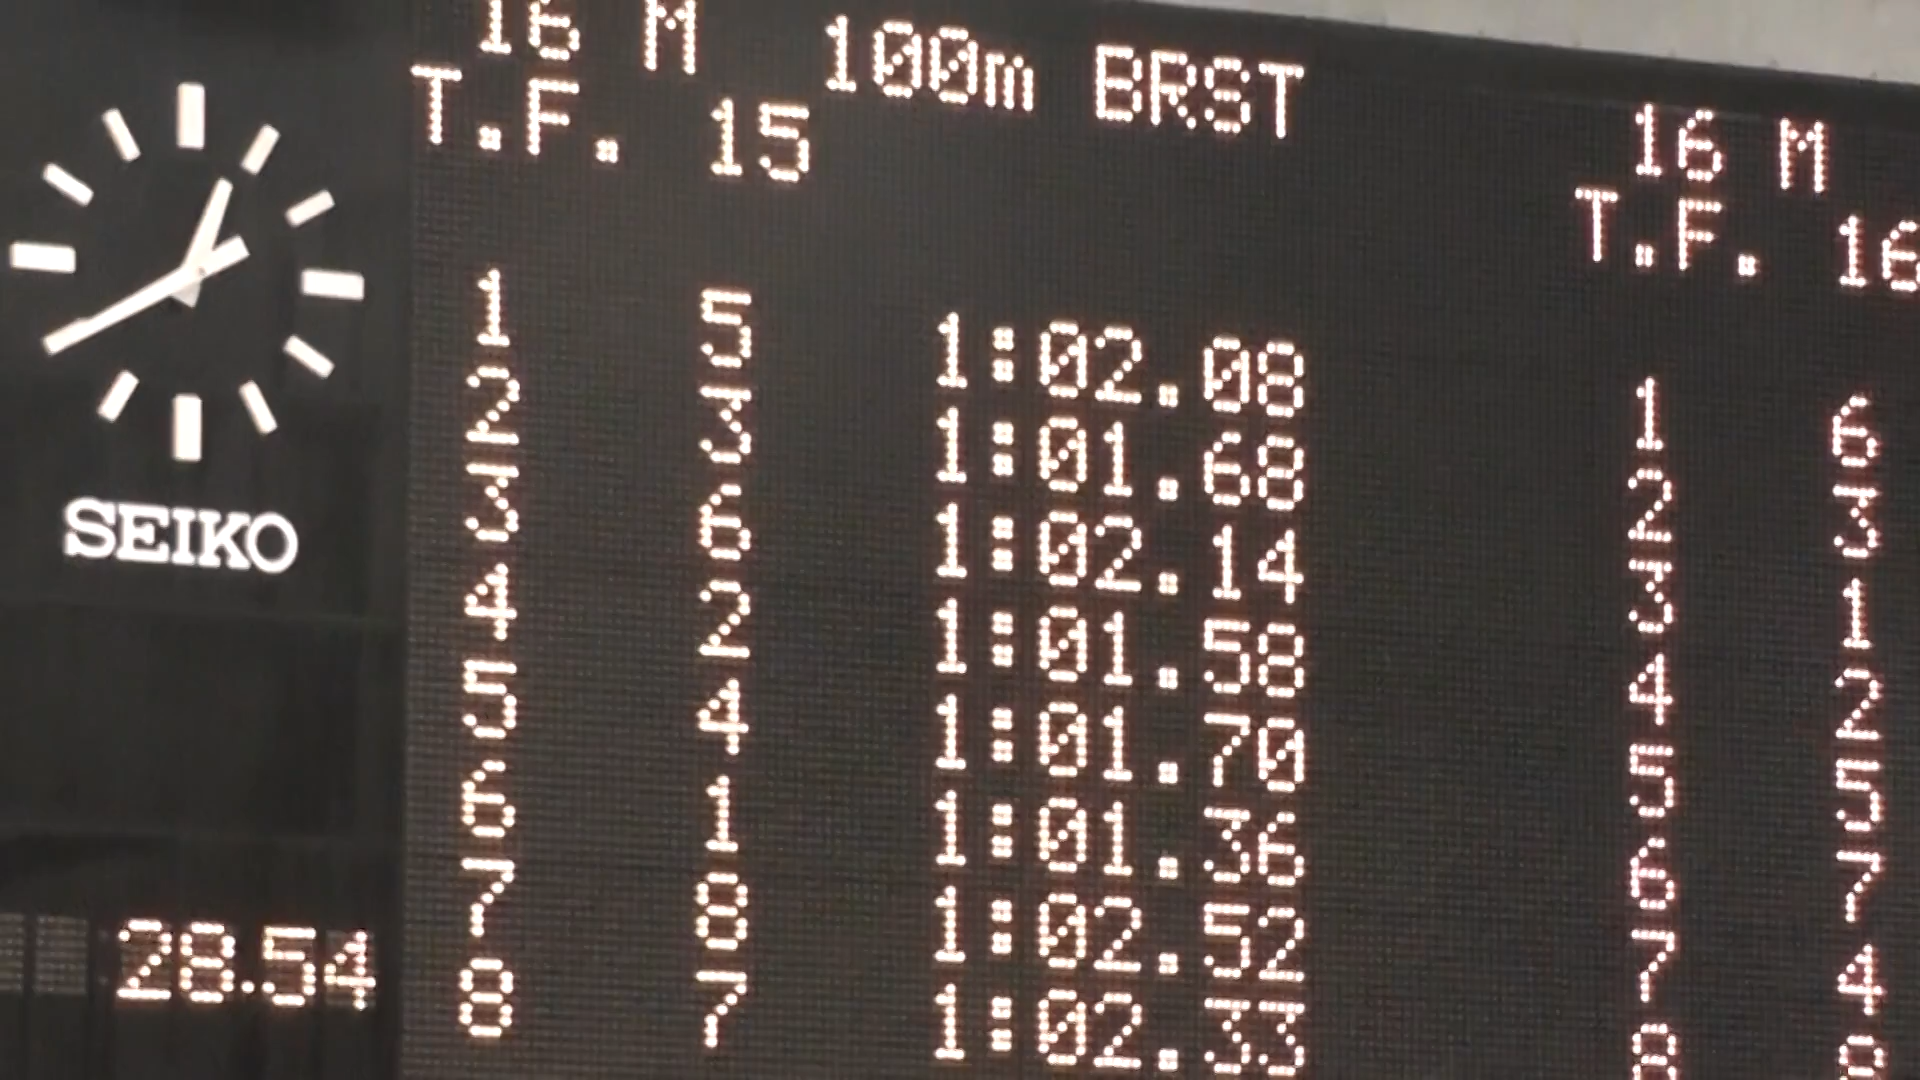 16 M 100m BRST
T.F. 15
1 5 1:02.08
2 3 1:01.68
3 6 1:02.14
4 2 1:01.58
5 4 1:01.70
6 1 1:01.36
7 8 1:02.52
8 7 1:02.33
16 M
T.F. 16
1 6
2 3
3 1
4 2
5 5
6 7
7 4
8 8
SEIKO
28.54